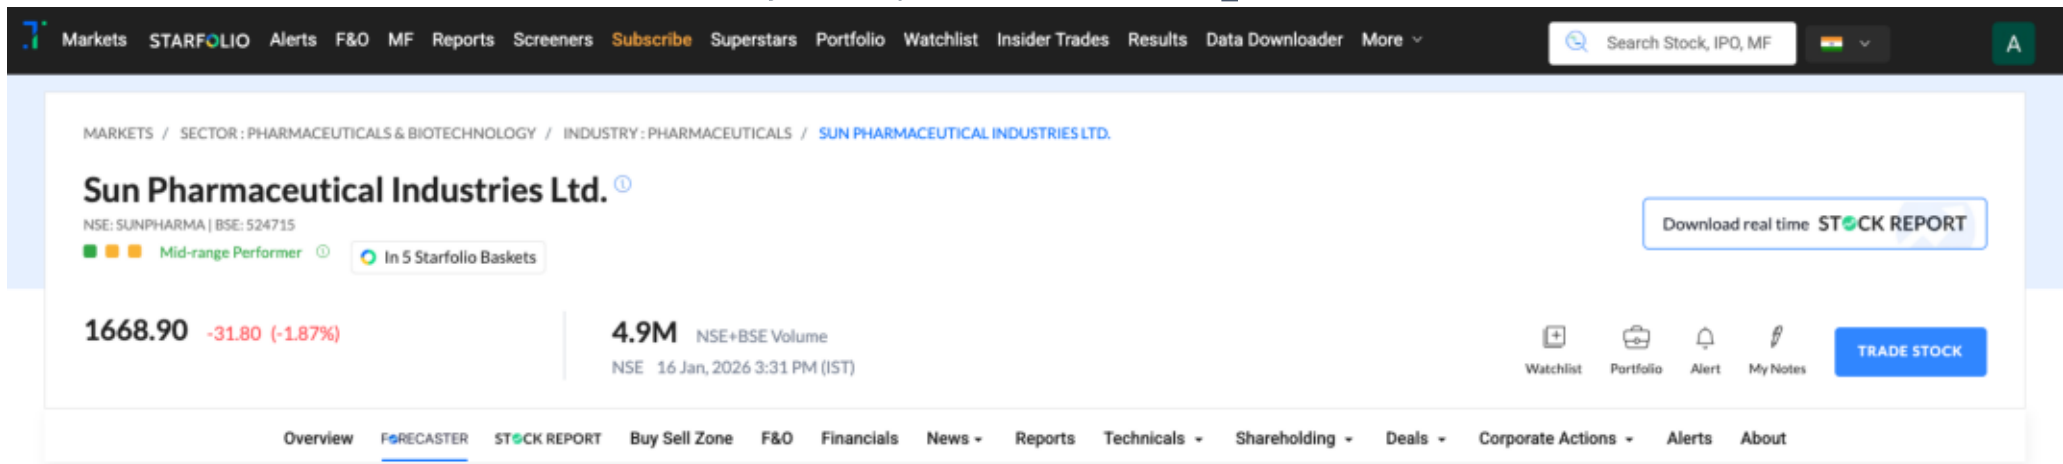 Markets STARFOLIO Alerts F&O MF Reports Screeners Subscribe Superstars Portfolio Watchlist Insider Trades Results Data Downloader More Search Stock, IPO, MF A
MARKETS / SECTOR : PHARMACEUTICALS & BIOTECHNOLOGY / INDUSTRY : PHARMACEUTICALS / SUN PHARMACEUTICAL INDUSTRIES LTD.
Sun Pharmaceutical Industries Ltd.
NSE: SUNPHARMA | BSE: 524715
Download real time STOCK REPORT
Mid-range Performer In 5 Starfolio Baskets
1668.90 -31.80 (-1.87%) 4.9M NSE+BSE Volume
NSE 16 Jan, 2026 3:31 PM (IST)
Watchlist Portfolio Alert My Notes TRADE STOCK
Overview FORECASTER STOCK REPORT Buy Sell Zone F&O Financials News Reports Technicals Shareholding Deals Corporate Actions Alerts About